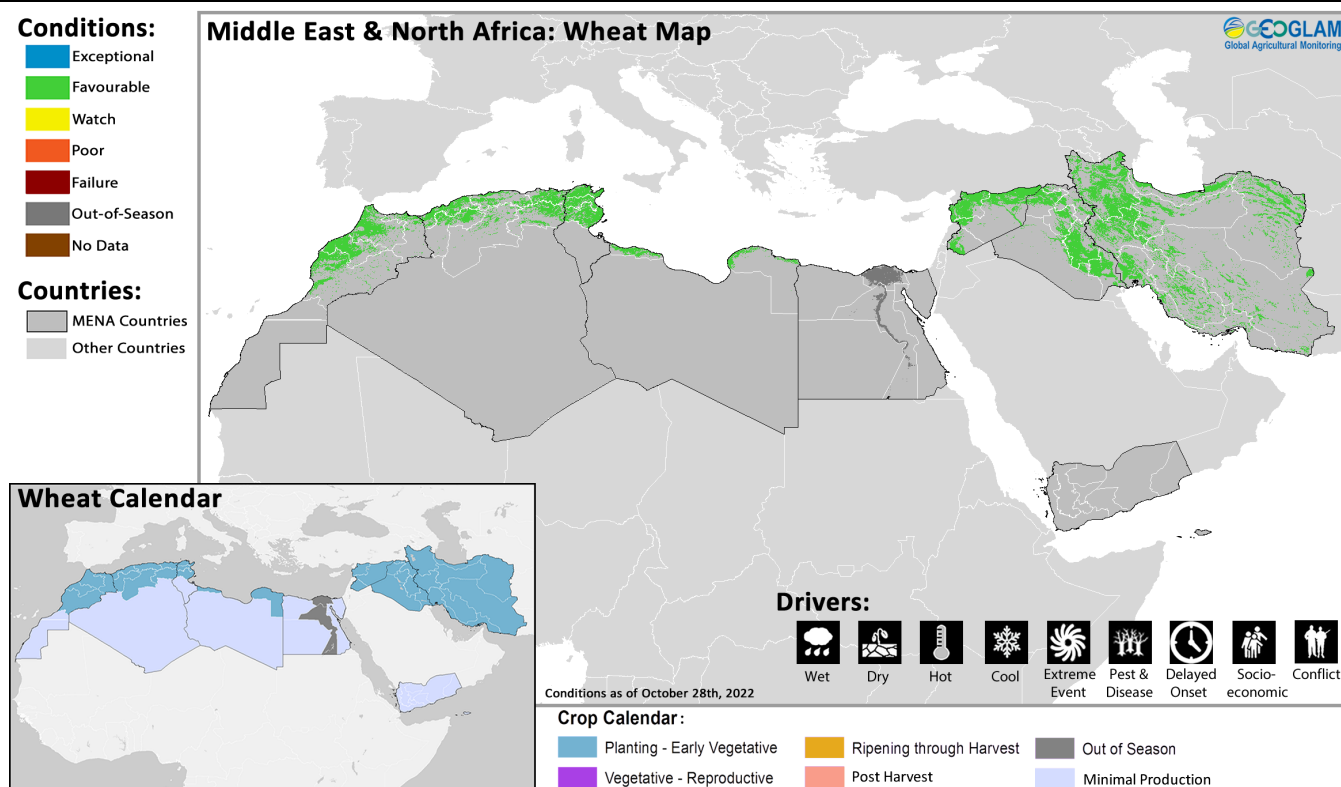 Conditions:
Exceptional
Favourable
Watch
Poor
Failure
Out-of-Season
No Data
Countries:
MENA Countries
Other Countries
Middle East & North Africa: Wheat Map
GEOGLAM
Global Agricultural Monitoring
Wheat Calendar
Drivers:
Wet
Dry
Hot
Cool
Extreme
Event
Pest &
Disease
Delayed
Onset
Socio-
economic
Conflict
Conditions as of October 28th, 2022
Crop Calendar:
Planting - Early Vegetative
Ripening through Harvest
Out of Season
Vegetative - Reproductive
Post Harvest
Minimal Production